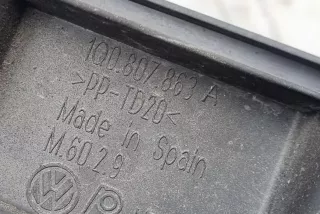 1Q0.807.863 A
>PP-TD20<
Made in Spain
M.60.2.9